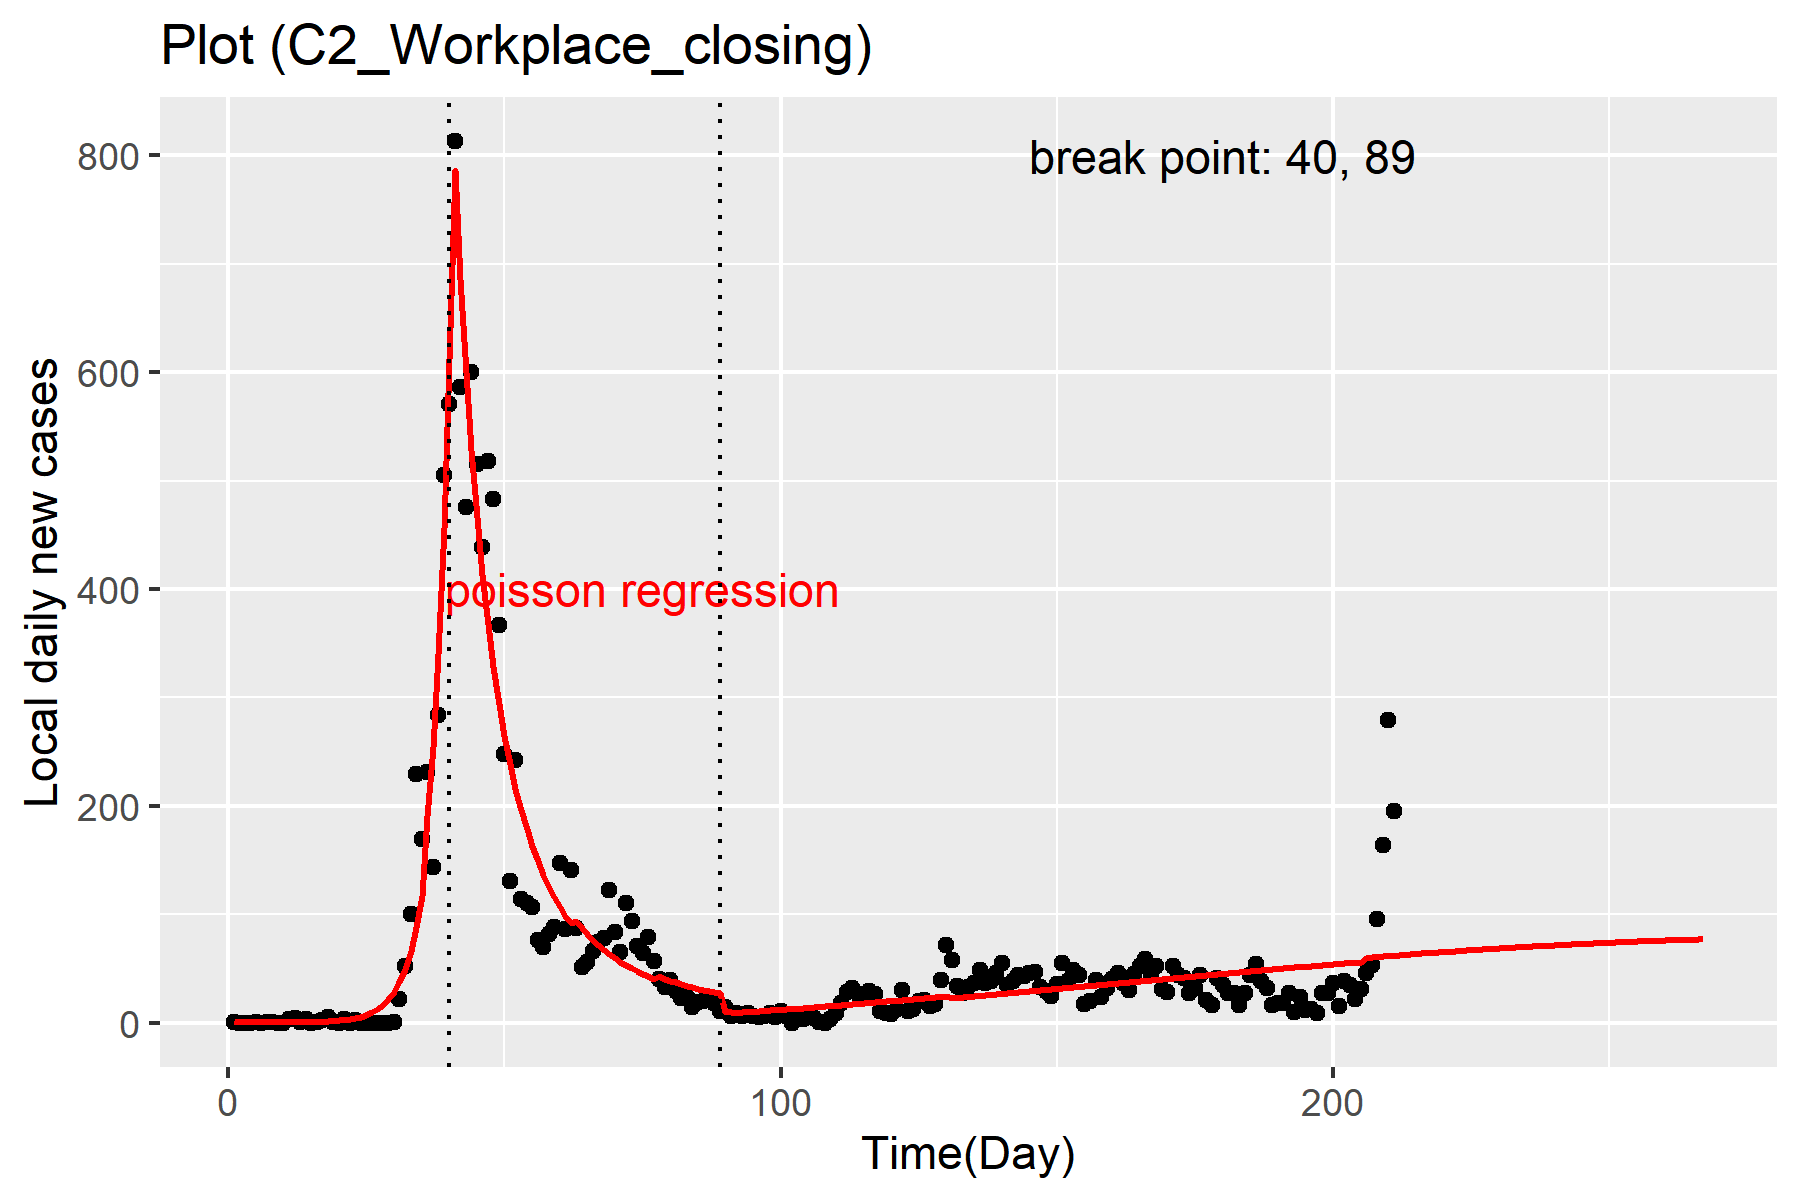 Plot (C2_Workplace_closing)
break point: 40, 89
poisson regression
Local daily new cases
800
600
400
200
0
0
100
200
Time(Day)